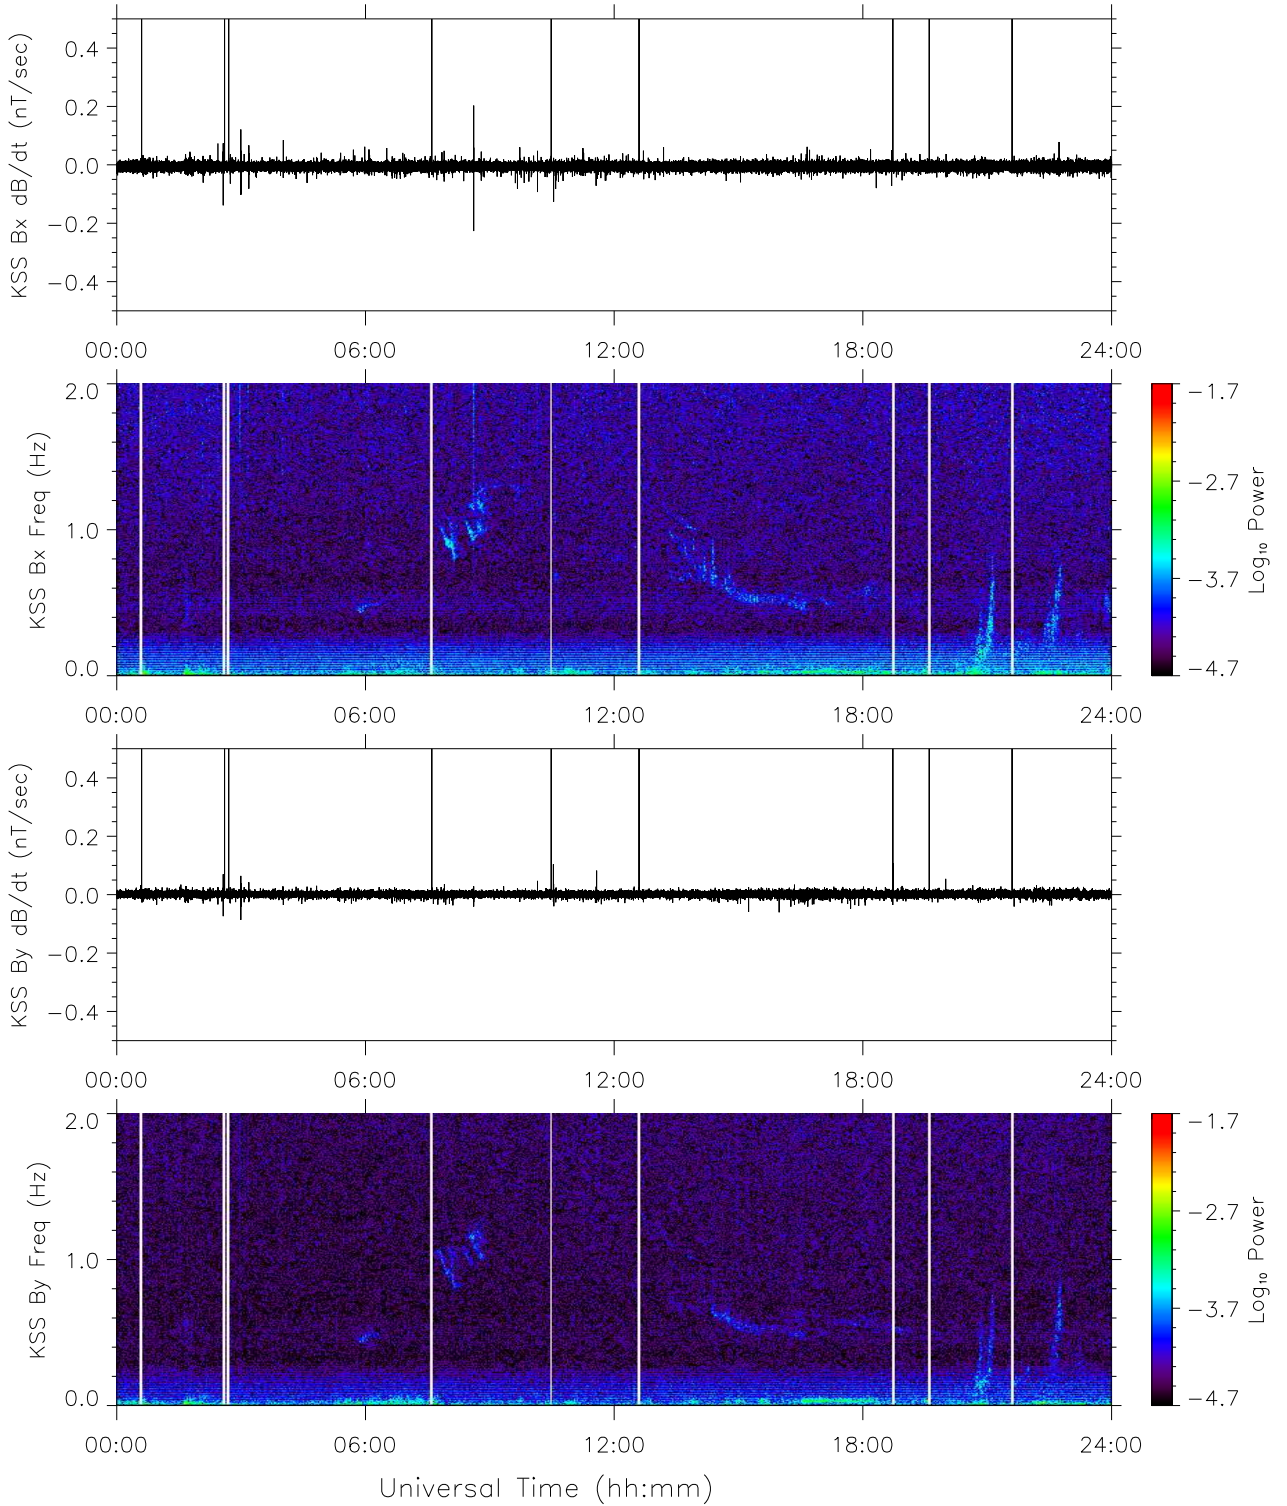 KSS Bx dB/dt (nT/sec)
0.4
0.2
0.0
−0.2
−0.4
00:00 06:00 12:00 18:00 24:00
KSS Bx Freq (Hz)
2.0
1.0
0.0
−1.7
−2.7
−3.7
−4.7
Log₁₀ Power
00:00 06:00 12:00 18:00 24:00
KSS By dB/dt (nT/sec)
0.4
0.2
0.0
−0.2
−0.4
00:00 06:00 12:00 18:00 24:00
KSS By Freq (Hz)
2.0
1.0
0.0
−1.7
−2.7
−3.7
−4.7
Log₁₀ Power
00:00 06:00 12:00 18:00 24:00
Universal Time (hh:mm)